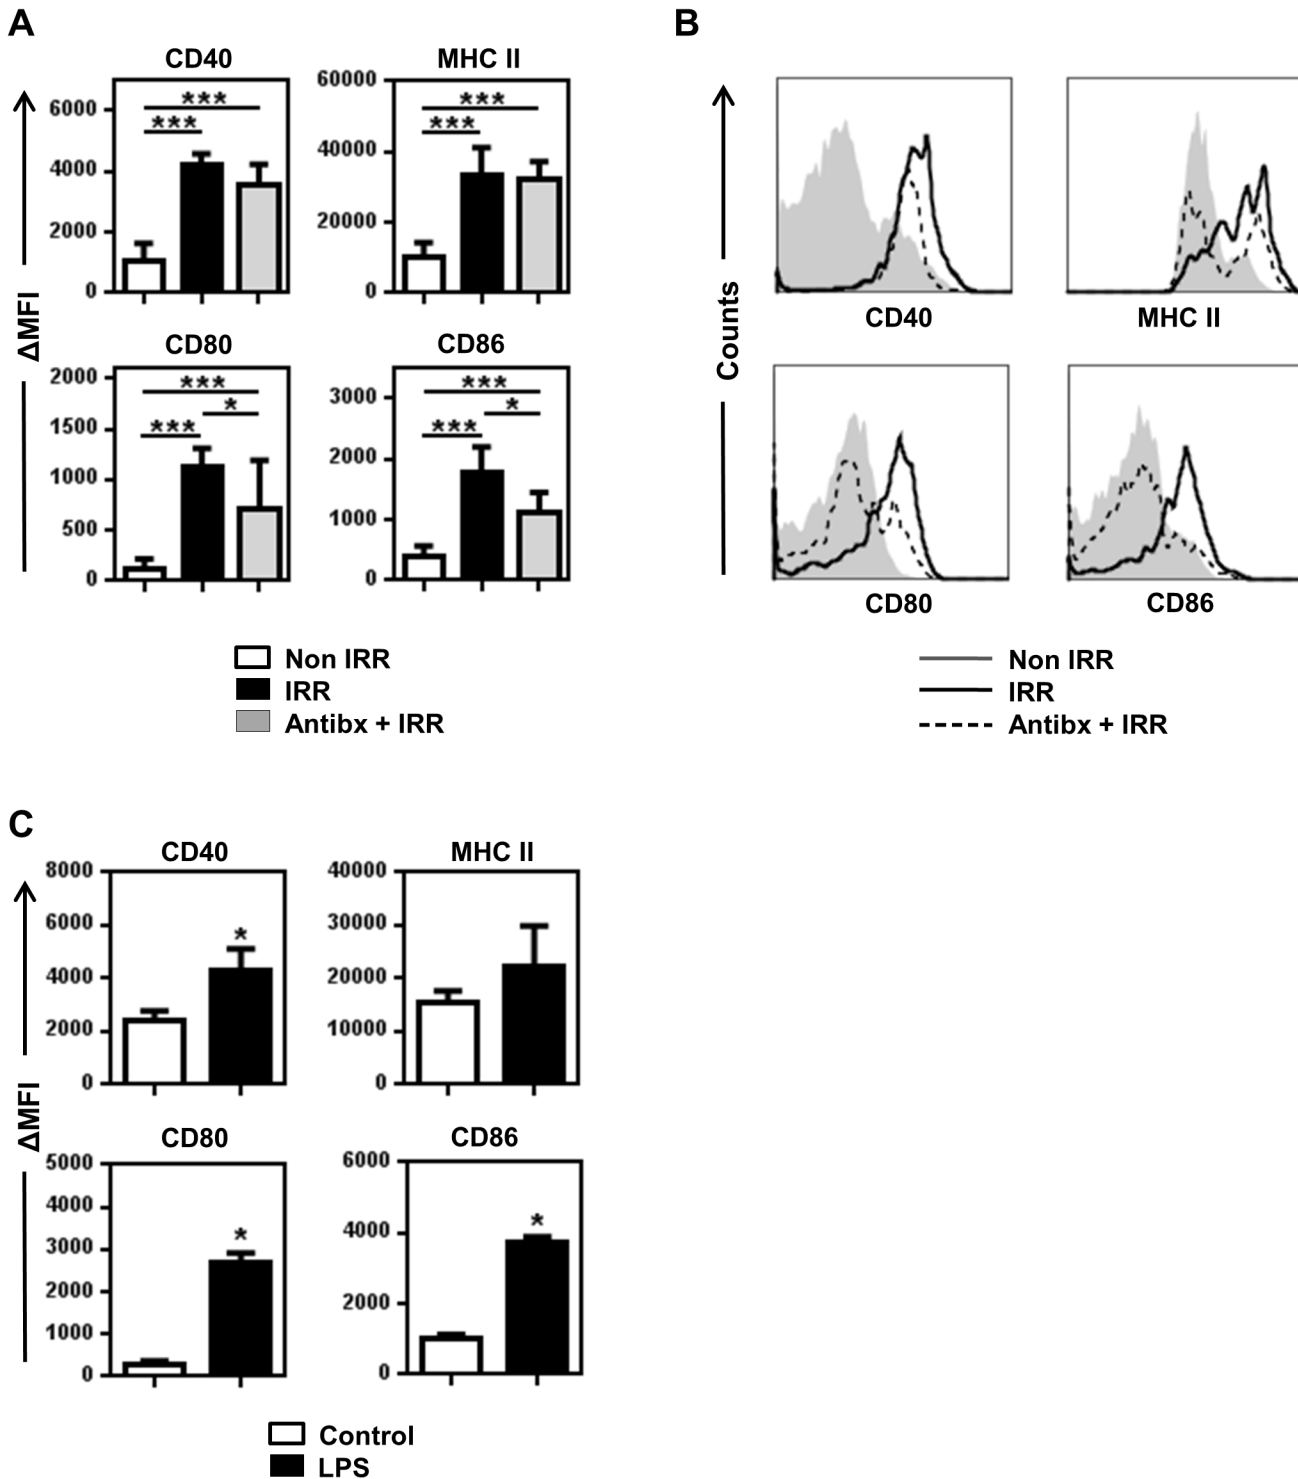 A
B
CD40
MHC II
6000
4000
2000
0
***
***
60000
40000
20000
0
***
***
ΔMFI
CD80
CD86
2000
1500
1000
500
0
***
*
***
3000
2000
1000
0
***
*
***
Non IRR
IRR
Antibx + IRR
Counts
CD40
MHC II
CD80
CD86
Non IRR
IRR
Antibx + IRR
C
CD40
MHC II
8000
6000
4000
2000
0
*
40000
30000
20000
10000
0
ΔMFI
CD80
CD86
5000
4000
3000
2000
1000
0
*
6000
4000
2000
0
*
Control
LPS